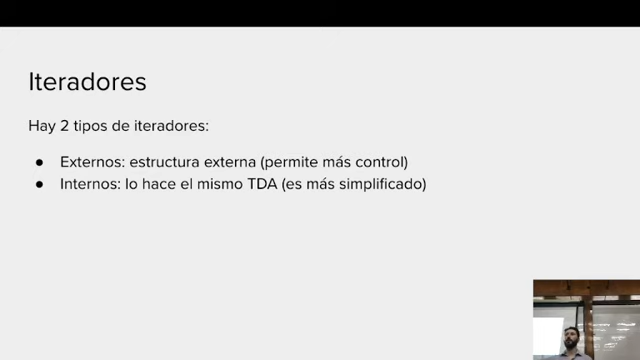 Iteradores
Hay 2 tipos de iteradores:
● Externos: estructura externa (permite más control)
● Internos: lo hace el mismo TDA (es más simplificado)